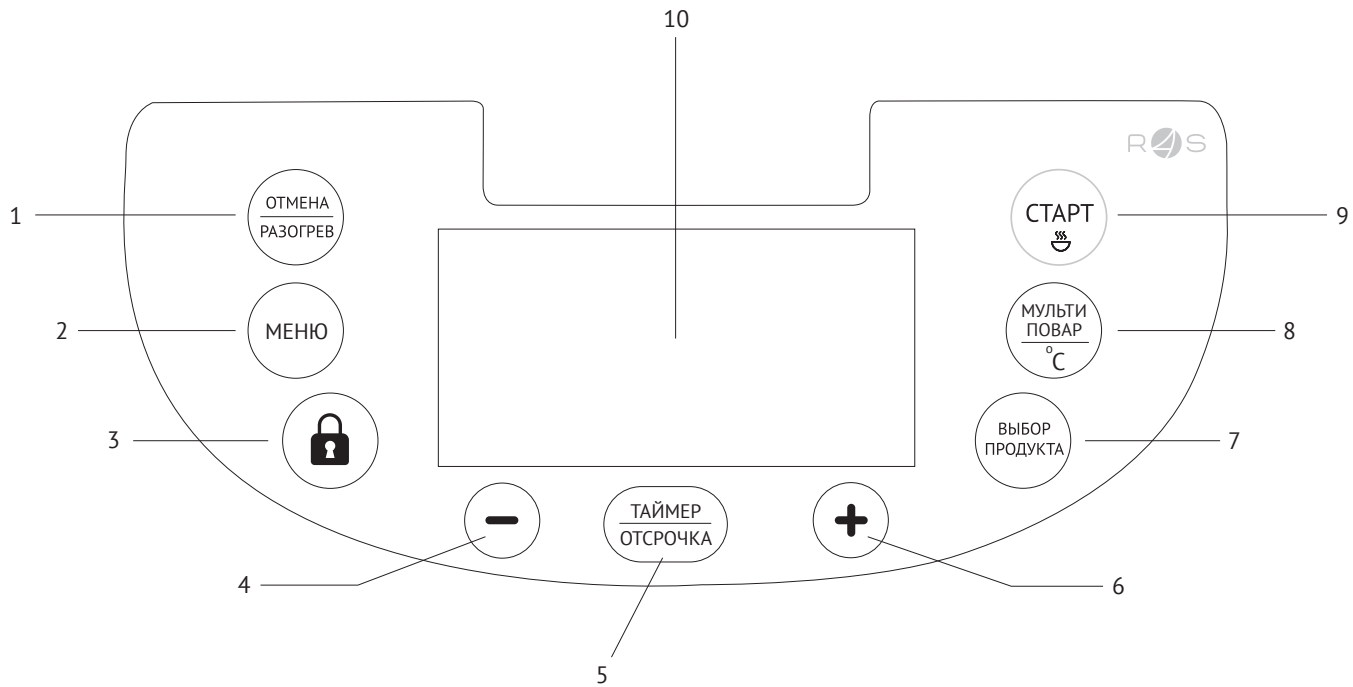 10
R4S
ОТМЕНА
РАЗОГРЕВ
1
СТАРТ
9
МЕНЮ
2
МУЛЬТИ
ПОВАР
°C
8
3
ВЫБОР
ПРОДУКТА
7
−
ТАЙМЕР
ОТСРОЧКА
+
4
5
6